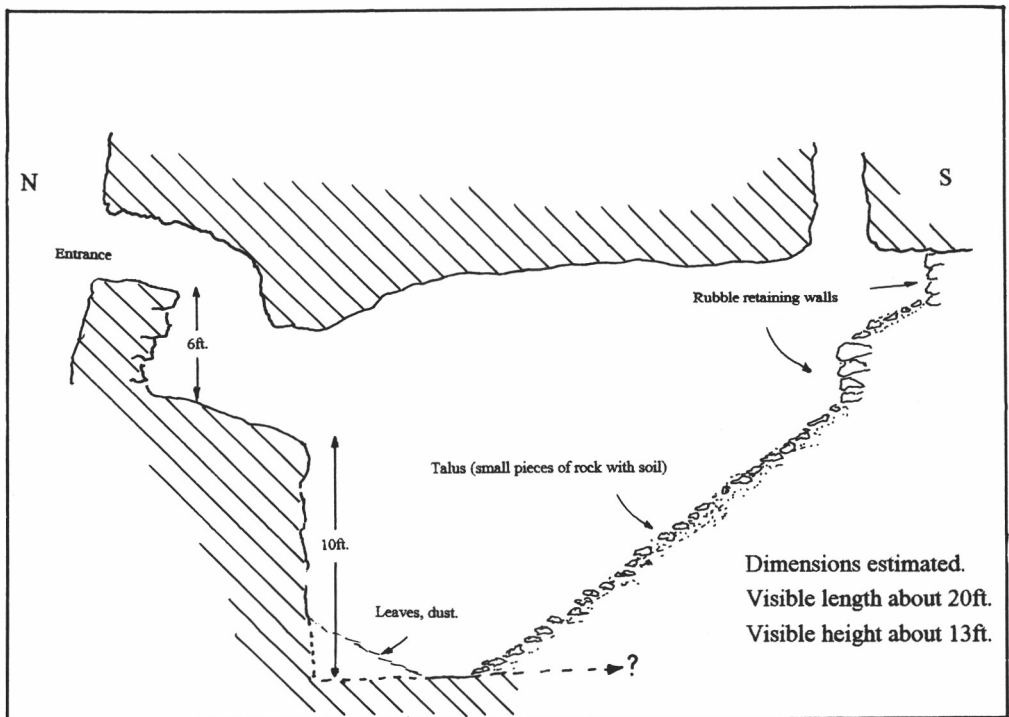 N
S
Entrance
Rubble retaining walls
6ft.
Talus (small pieces of rock with soil)
10ft.
Dimensions estimated.
Visible length about 20ft.
Leaves, dust.
Visible height about 13ft.
?